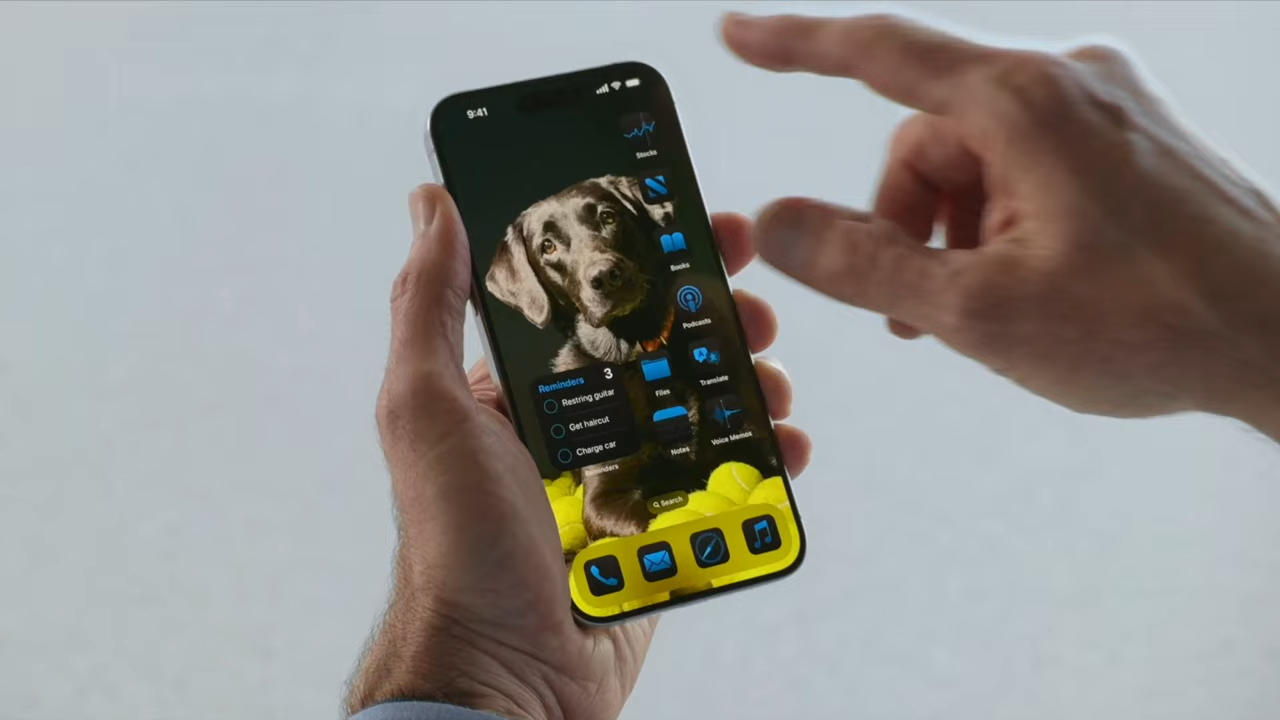 9:41
Stocks
Books
Podcasts
Reminders 3
Restring guitar
Get haircut
Charge car
Reminders
Files
Translate
Notes
Voice Memos
Search